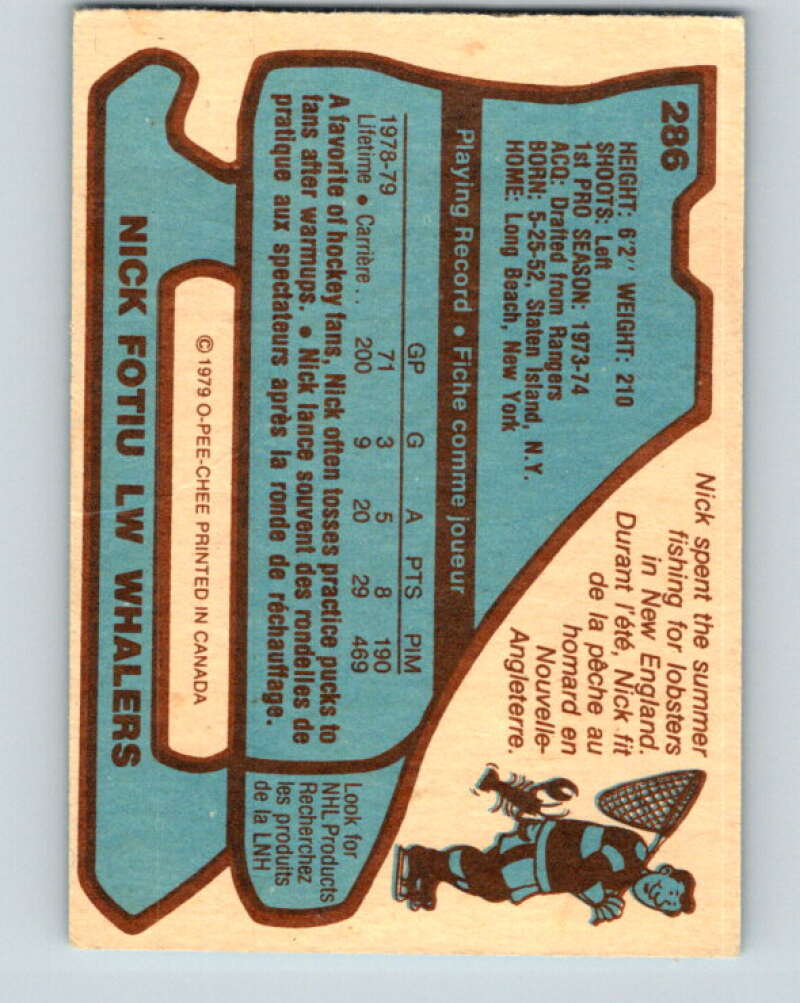 286
HEIGHT: 6'2" WEIGHT: 210
SHOOTS: Left
1st PRO SEASON: 1973-74
ACQ: Drafted from Rangers
BORN: 5-25-52, Staten Island, N.Y.
HOME: Long Beach, New York
Nick spent the summer
fishing for lobsters
in New England.
Durant l'été, Nick fit
de la pêche au
homard en
Nouvelle-
Angleterre.
Playing Record • Fiche comme joueur
GP G A PTS PIM
1978-79 71 3 5 8 190
Lifetime • Carrière . . 200 9 20 29 469
A favorite of hockey fans, Nick often tosses practice pucks to
fans after warmups. • Nick lance souvent des rondelles de
pratique aux spectateurs après la ronde de réchauffage.
Look for
NHL Products
Recherchez
les produits
de la LNH
© 1979 O-PEE-CHEE PRINTED IN CANADA
NICK FOTIU LW WHALERS